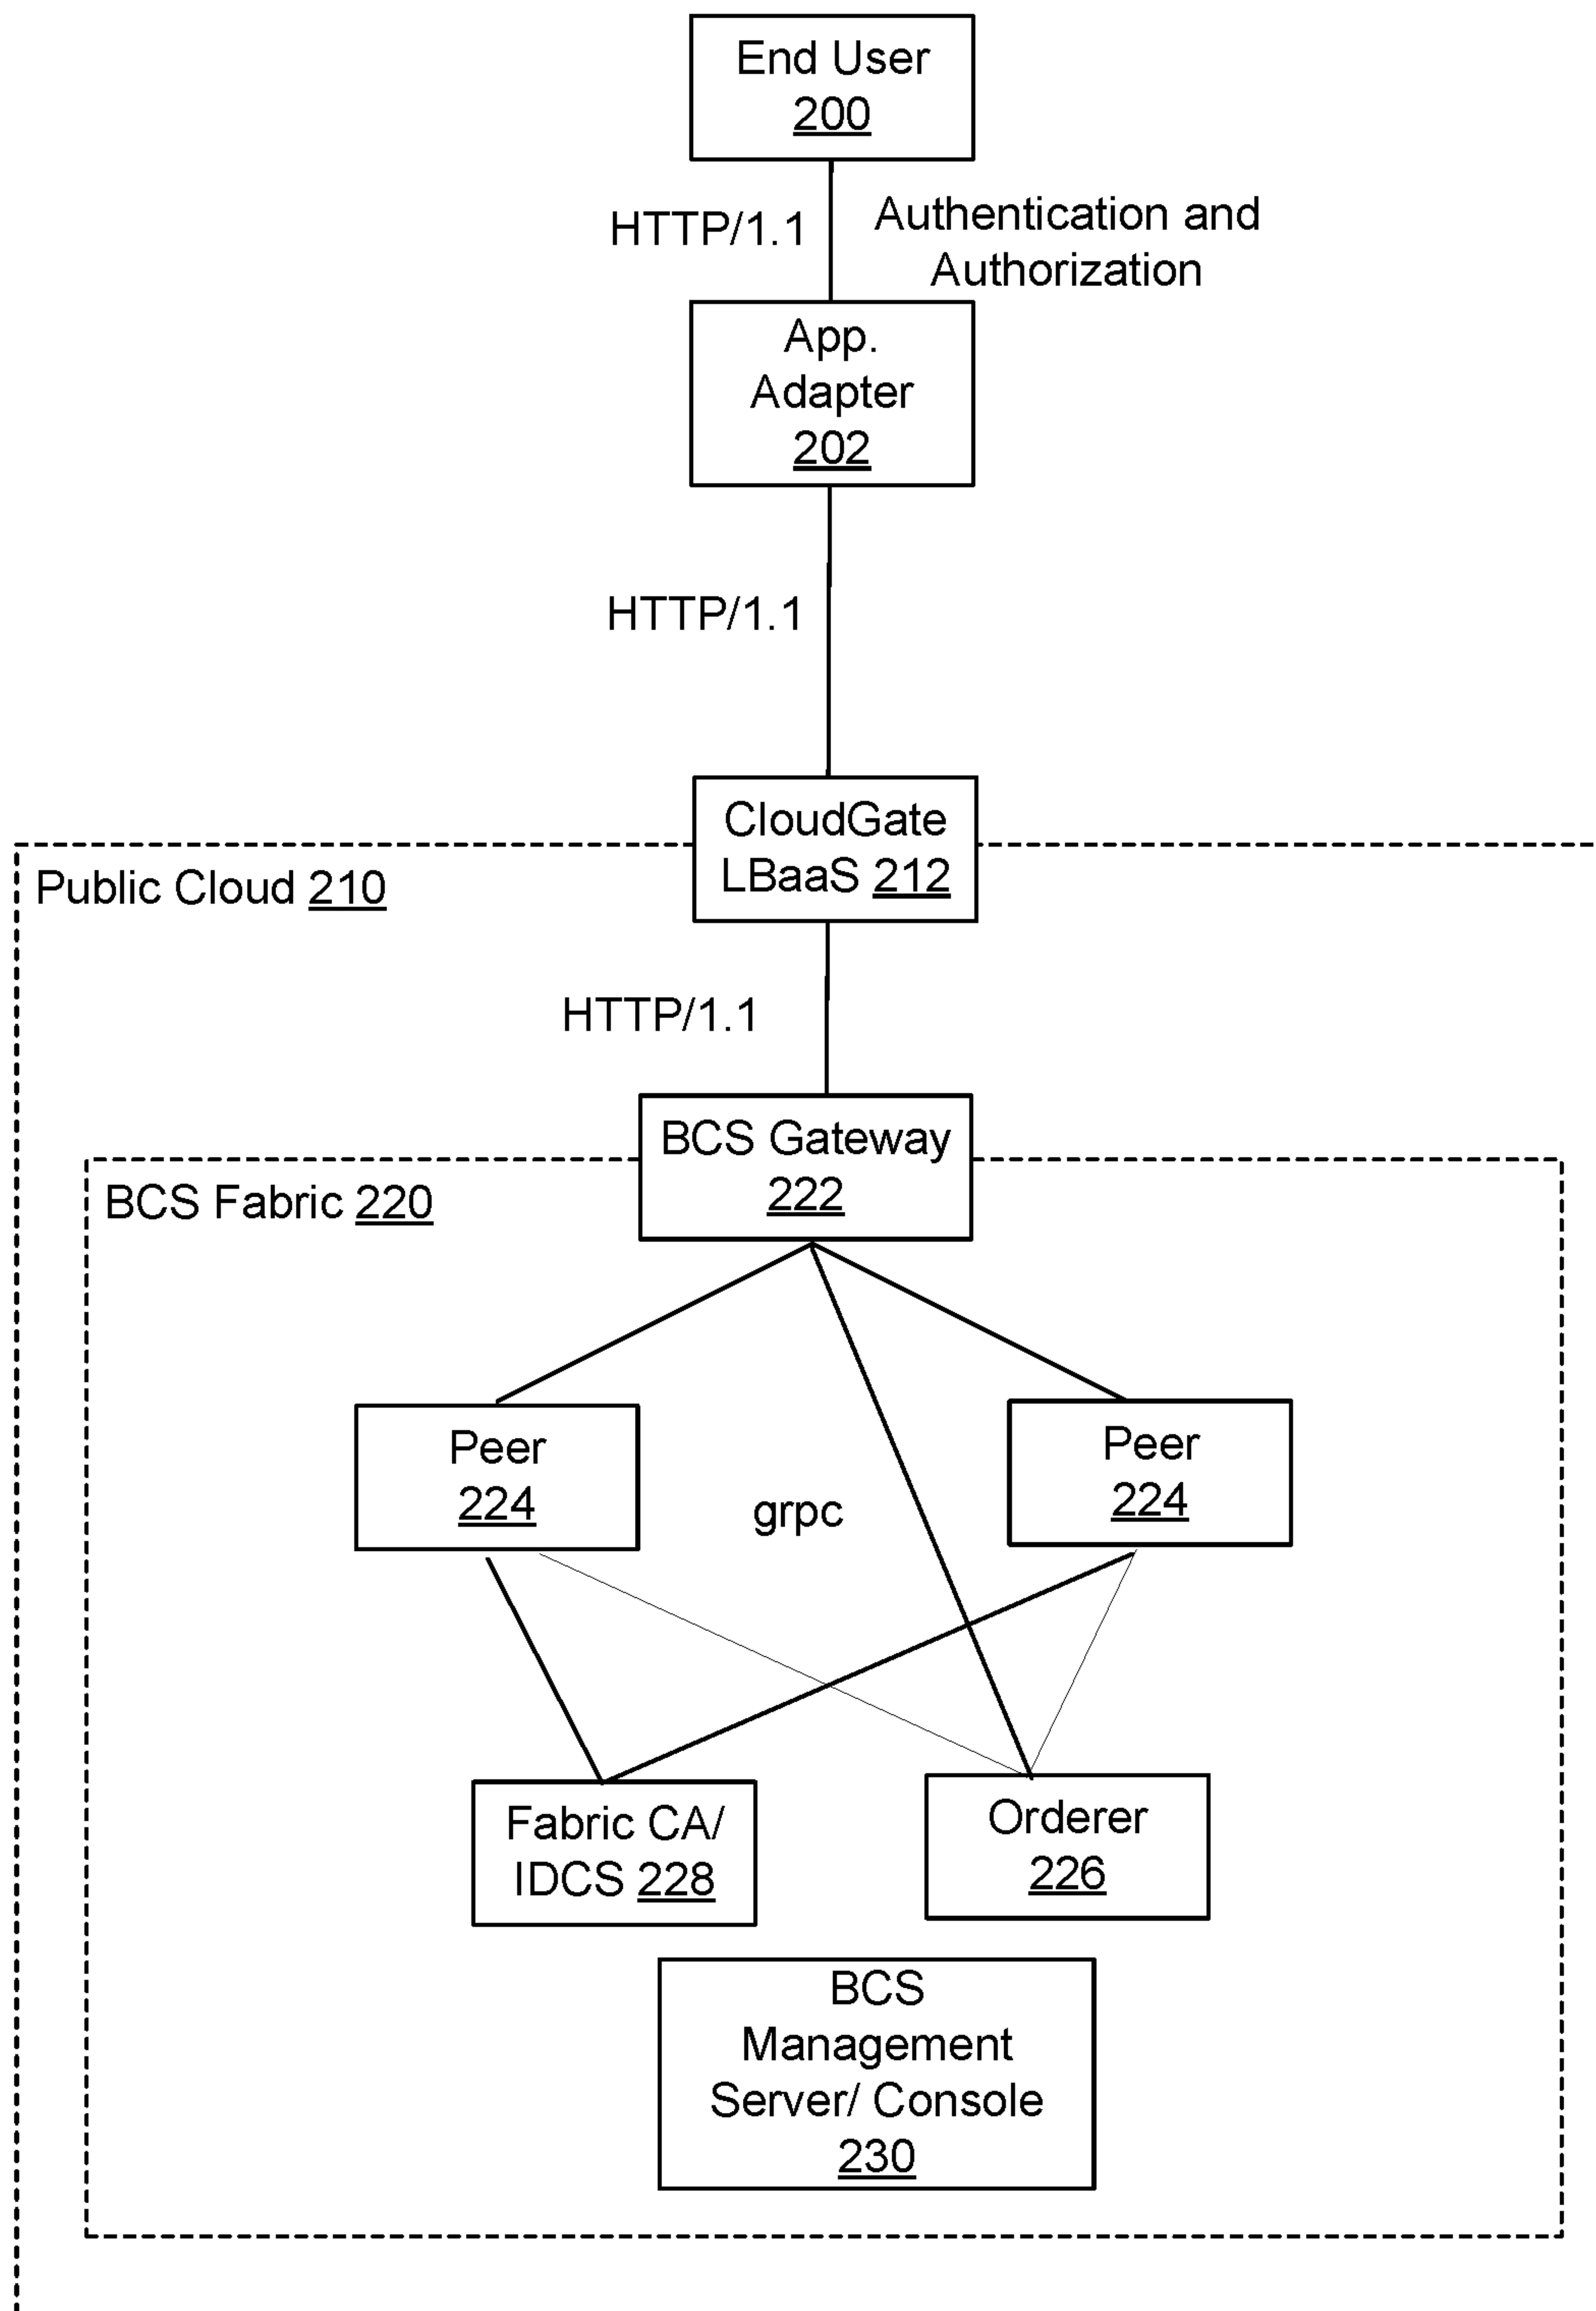 End User
200
HTTP/1.1
Authentication and
Authorization
App.
Adapter
202
HTTP/1.1
CloudGate
LBaaS 212
Public Cloud 210
HTTP/1.1
BCS Gateway
222
BCS Fabric 220
Peer
224
Peer
224
grpc
Fabric CA/
IDCS 228
Orderer
226
BCS
Management
Server/ Console
230